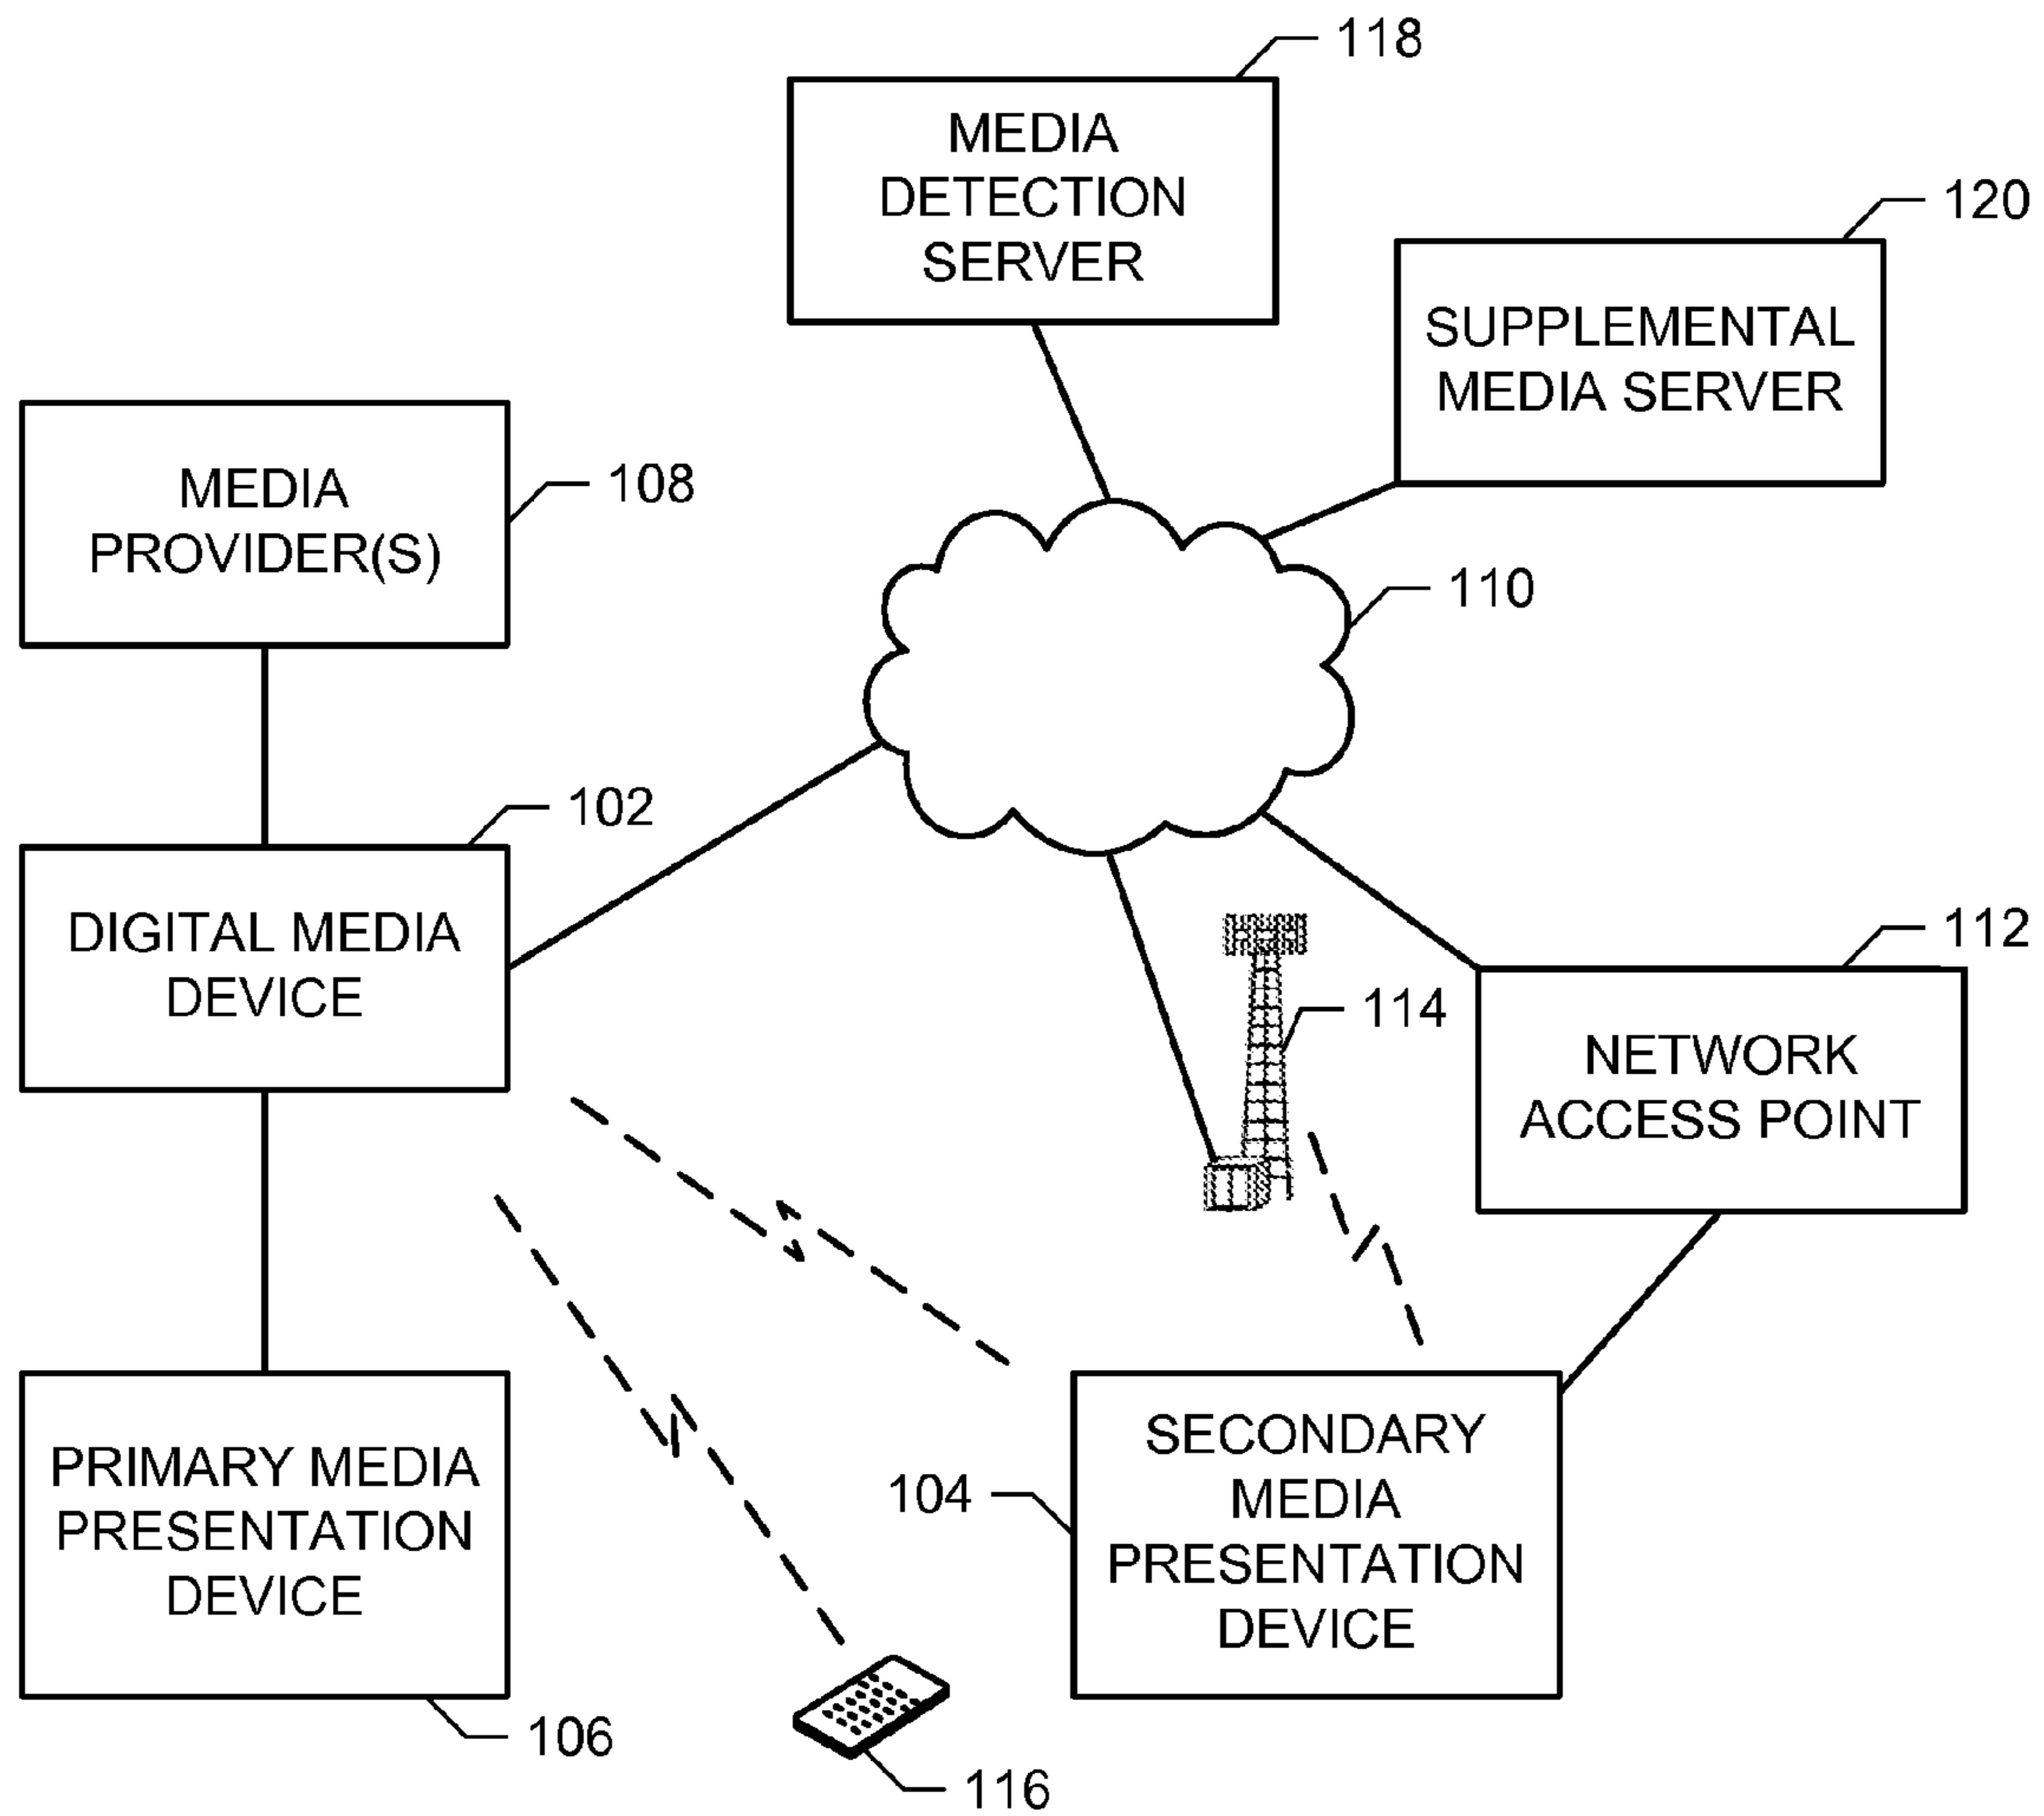 118
MEDIA
DETECTION
SERVER
120
SUPPLEMENTAL
MEDIA SERVER
MEDIA
PROVIDER(S)
108
110
102
DIGITAL MEDIA
DEVICE
112
114
NETWORK
ACCESS POINT
PRIMARY MEDIA
PRESENTATION
DEVICE
104
SECONDARY
MEDIA
PRESENTATION
DEVICE
106
116